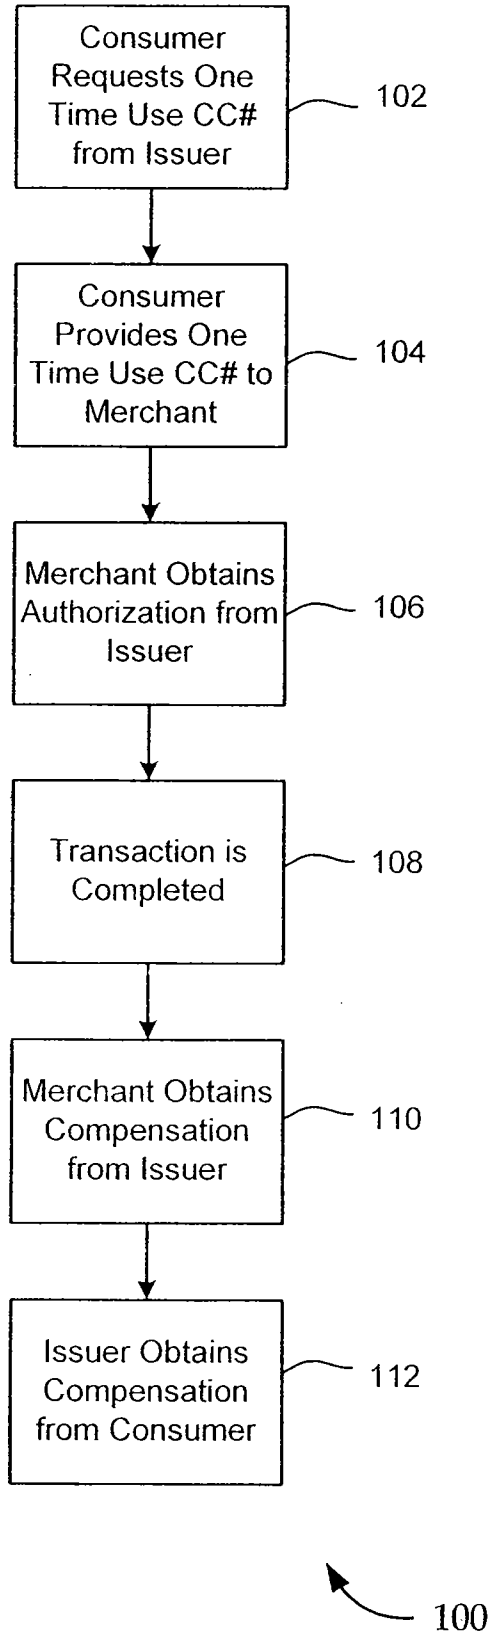 Consumer
Requests One
Time Use CC#
from Issuer
102
Consumer
Provides One
Time Use CC# to
Merchant
104
Merchant Obtains
Authorization from
Issuer
106
Transaction is
Completed
108
Merchant Obtains
Compensation
from Issuer
110
Issuer Obtains
Compensation
from Consumer
112
100